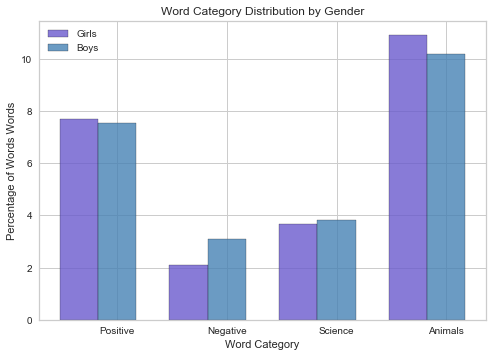 Word Category Distribution by Gender
Girls
Boys
Percentage of Words Words
10
8
6
4
2
0
Positive Negative Science Animals
Word Category